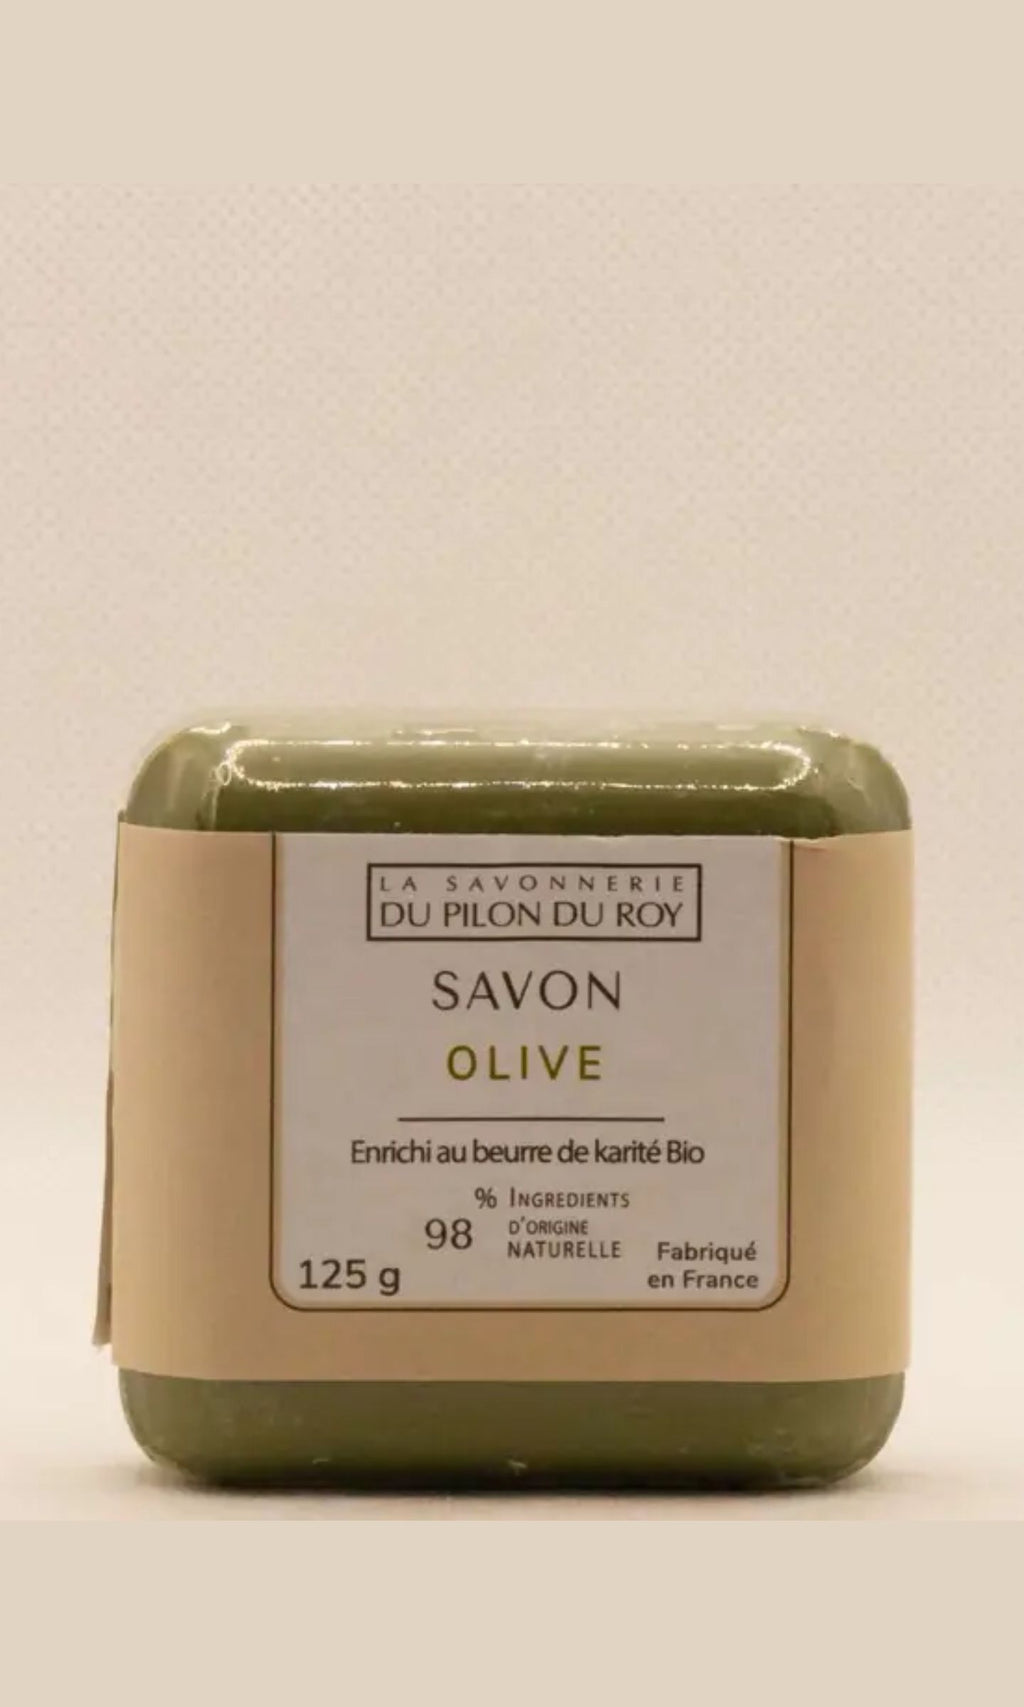 LA SAVONNERIE
DU PILON DU ROY
SAVON
OLIVE
Enrichi au beurre de karité Bio
% INGREDIENTS
98 D'ORIGINE
NATURELLE
125 g
Fabriqué
en France